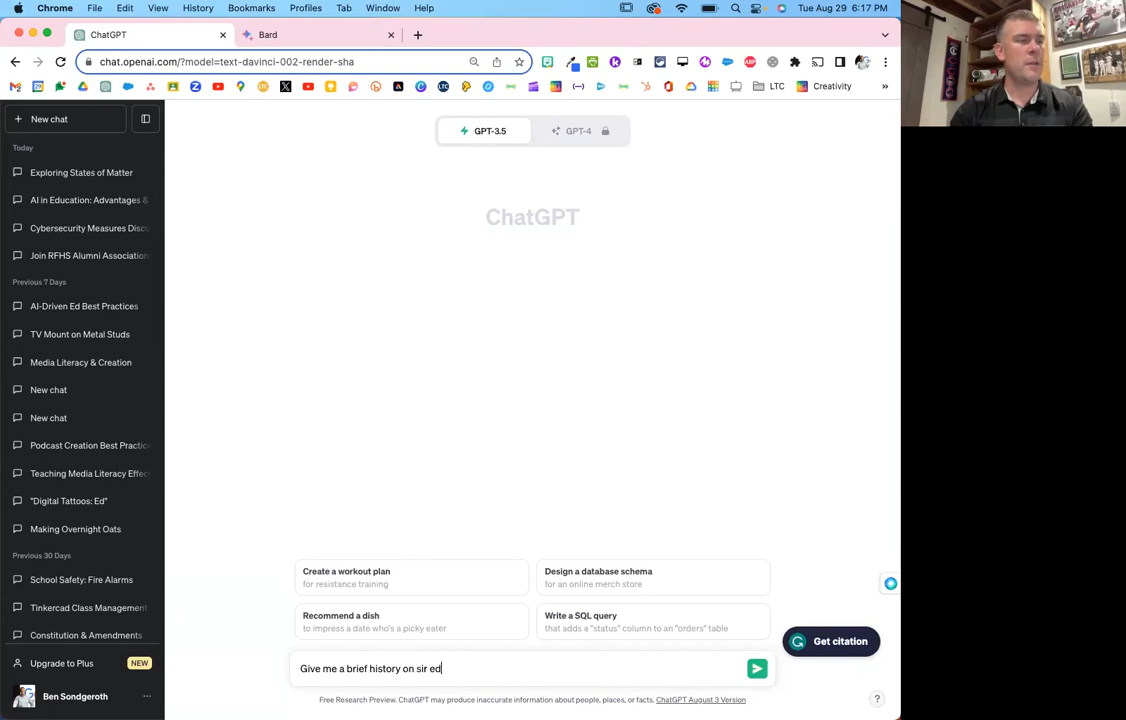 Chrome File Edit View History Bookmarks Profiles Tab Window Help Tue Aug 29 6:17 PM
ChatGPT Bard
chat.openai.com/?model=text-davinci-002-render-sha
LTC Creativity
New chat
Today
Exploring States of Matter
AI in Education: Advantages &
Cybersecurity Measures Discu
Join RFHS Alumni Association
Previous 7 Days
AI-Driven Ed Best Practices
TV Mount on Metal Studs
Media Literacy & Creation
New chat
New chat
Podcast Creation Best Practic
Teaching Media Literacy Effec
"Digital Tattoos: Ed"
Making Overnight Oats
Previous 30 Days
School Safety: Fire Alarms
Tinkercad Class Management
Constitution & Amendments
Upgrade to Plus NEW
Ben Sondgeroth
GPT-3.5 GPT-4
ChatGPT
Create a workout plan
for resistance training
Design a database schema
for an online merch store
Recommend a dish
to impress a date who's a picky eater
Write a SQL query
that adds a "status" column to an "orders" table
Get citation
Give me a brief history on sir ed
Free Research Preview. ChatGPT may produce inaccurate information about people, places, or facts. ChatGPT August 3 Version
?